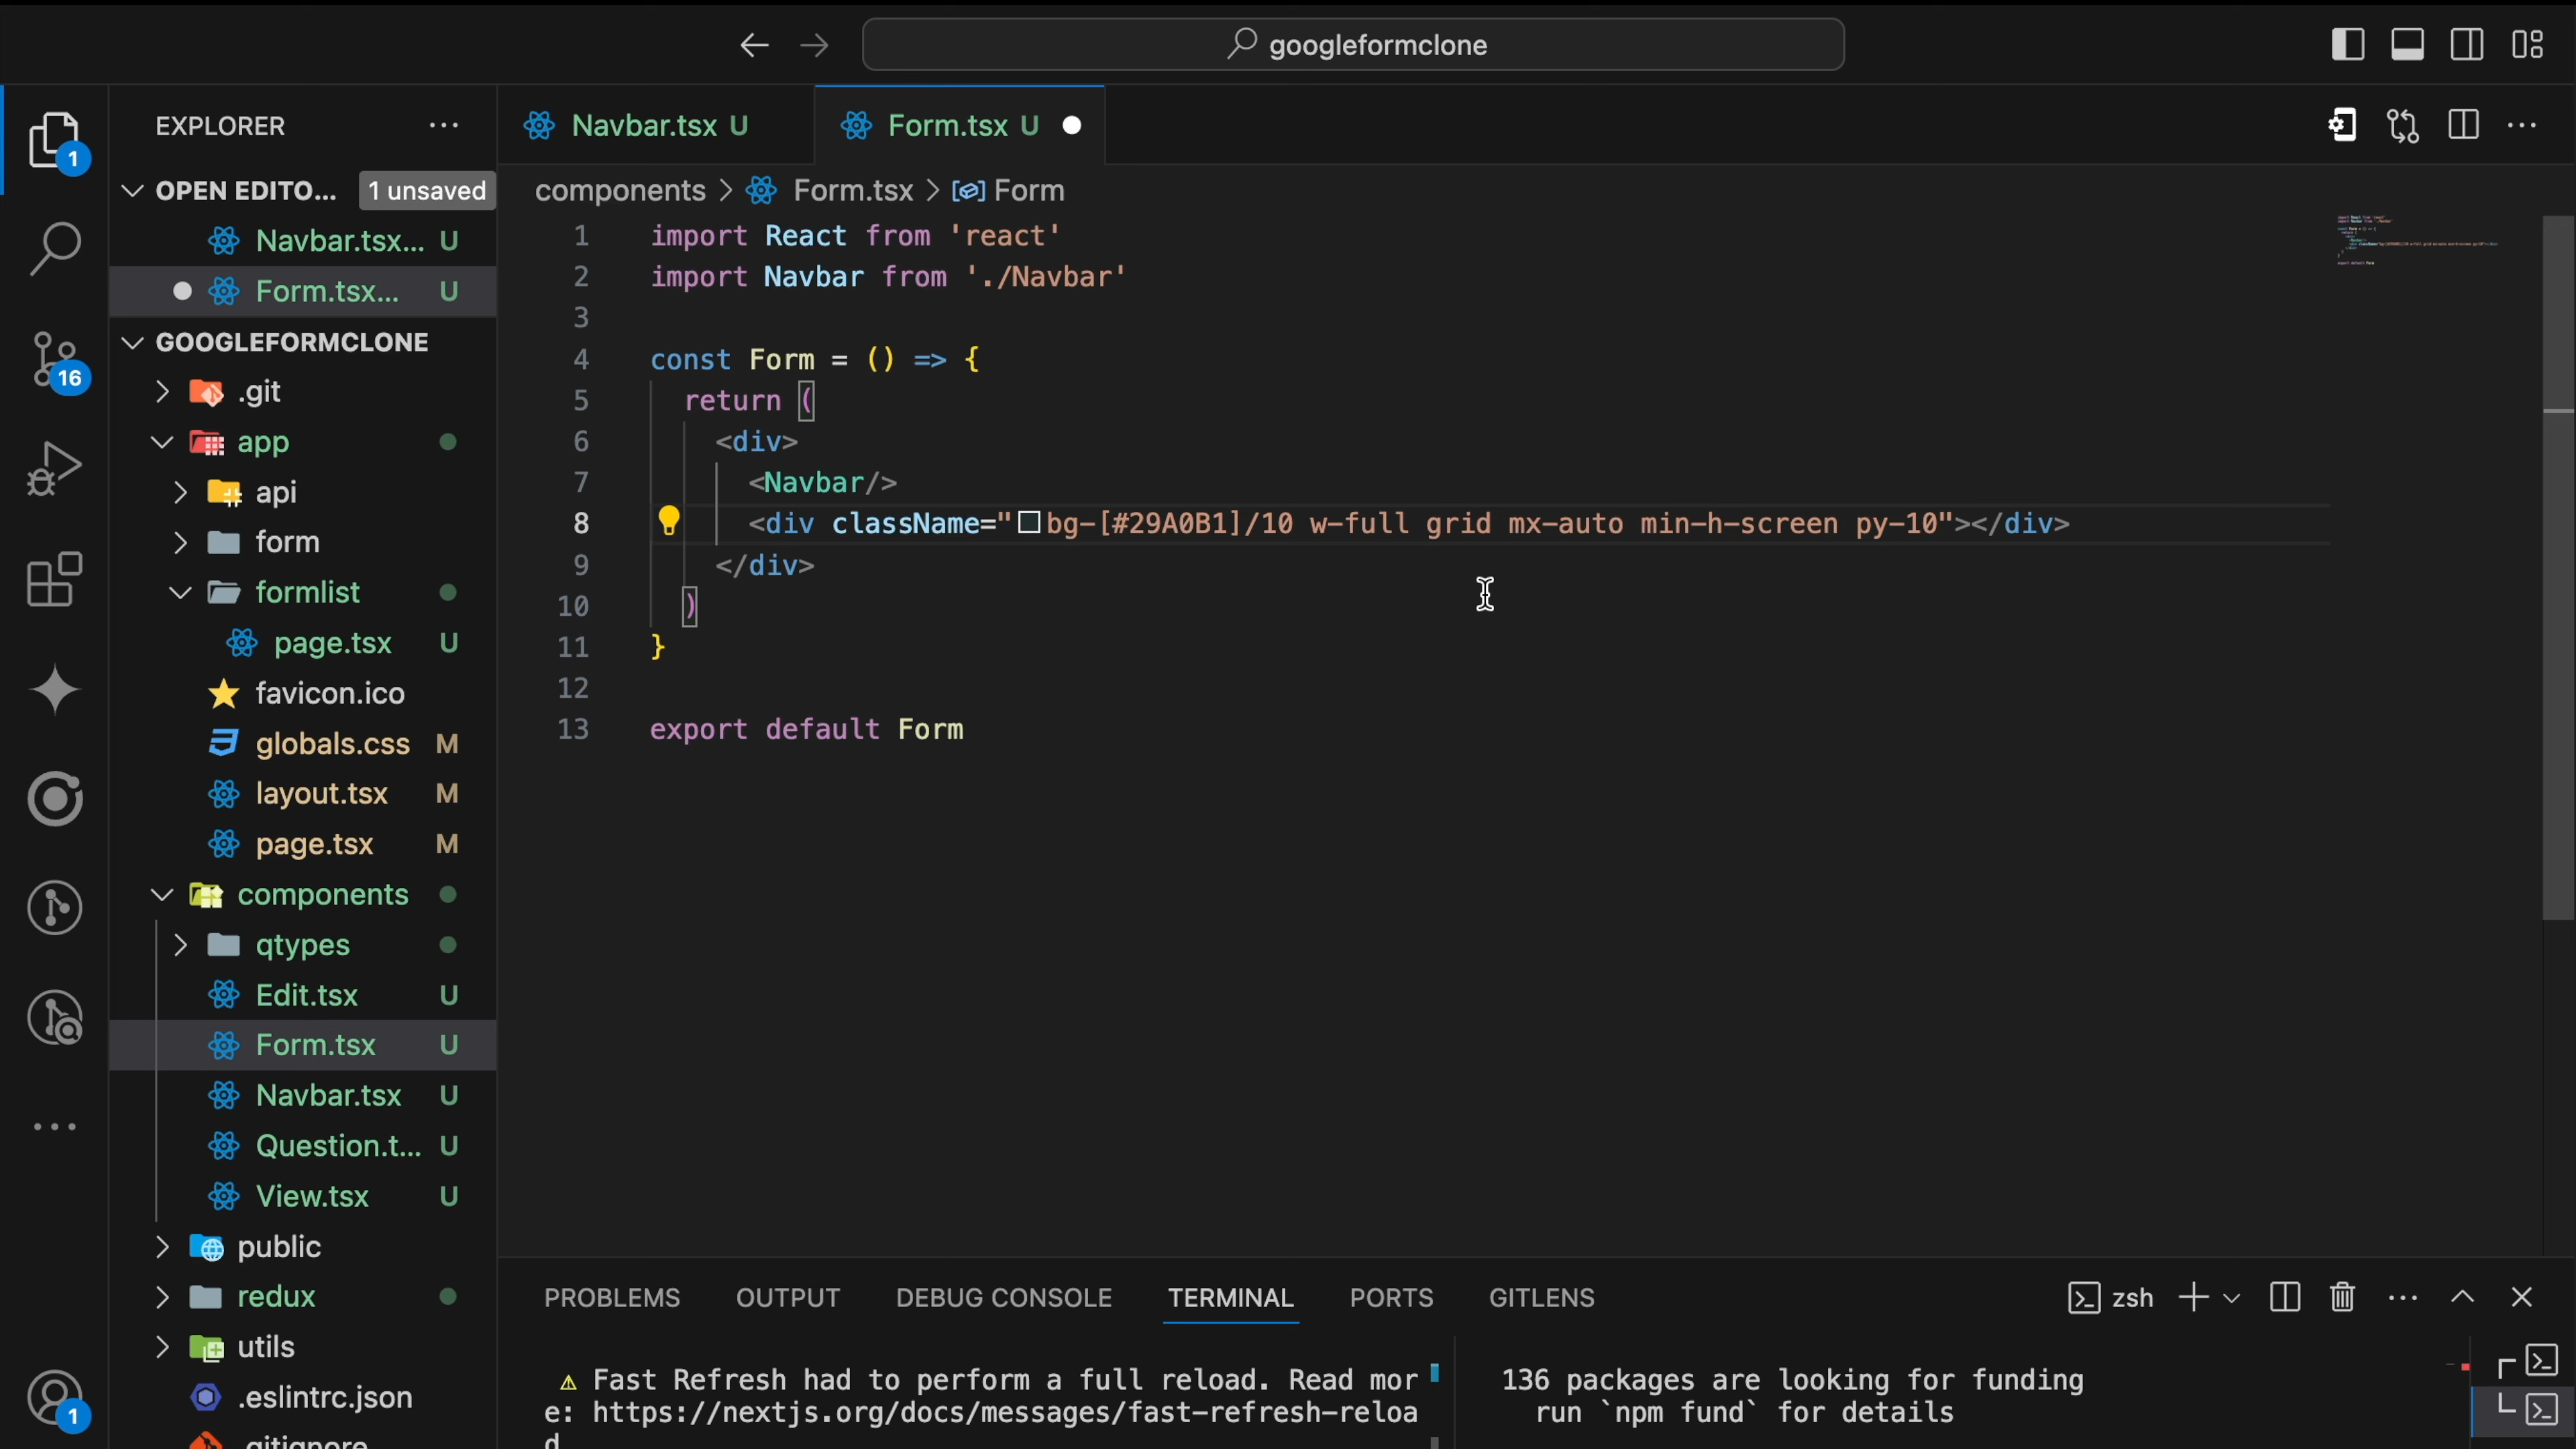 googleformclone
EXPLORER
Navbar.tsx U
Form.tsx U
OPEN EDITO... 1 unsaved
components > Form.tsx > Form
Navbar.tsx... U
Form.tsx... U
GOOGLEFORMCLONE
.git
app
api
form
formlist
page.tsx U
favicon.ico
globals.css M
layout.tsx M
page.tsx M
components
qtypes
Edit.tsx U
Form.tsx U
Navbar.tsx U
Question.t... U
View.tsx U
public
redux
utils
.eslintrc.json
.gitignore
1
16
1
1 import React from 'react'
2 import Navbar from './Navbar'
3
4 const Form = () => {
5 return (
6 <div>
7 <Navbar/>
8 <div className="bg-[#29A0B1]/10 w-full grid mx-auto min-h-screen py-10"></div>
9 </div>
10 )
11 }
12
13 export default Form
PROBLEMS OUTPUT DEBUG CONSOLE TERMINAL PORTS GITLENS
zsh
⚠ Fast Refresh had to perform a full reload. Read mor
e: https://nextjs.org/docs/messages/fast-refresh-reloa
d
136 packages are looking for funding
run `npm fund` for details